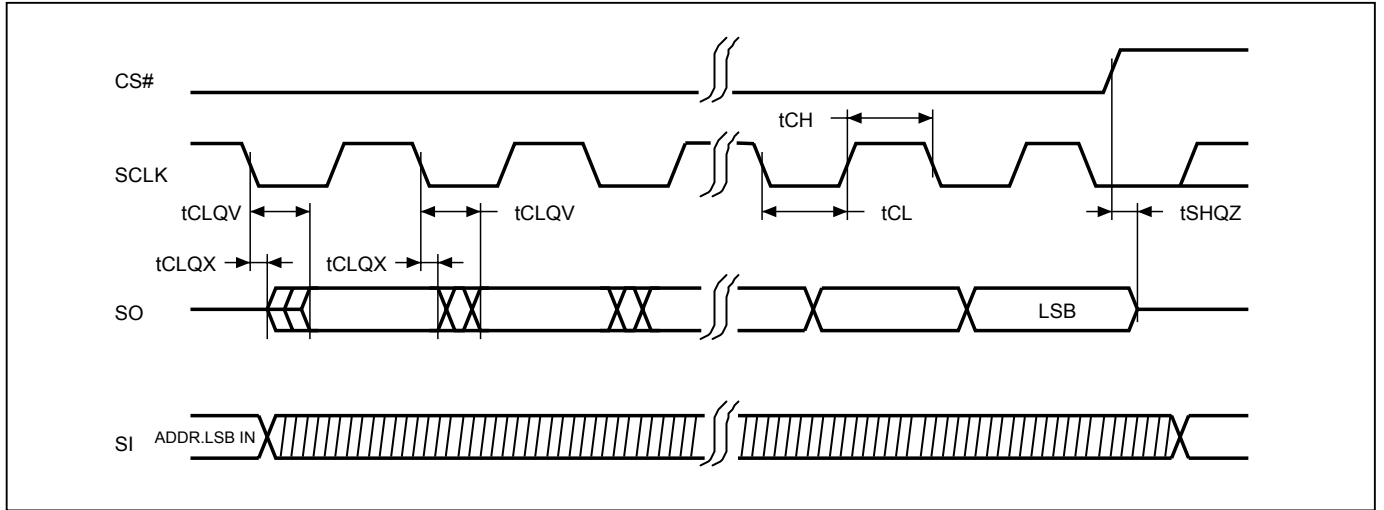 CS#
tCH
SCLK
tCLQV
tCLQV
tCL
tSHQZ
tCLQX
tCLQX
SO
LSB
SI
ADDR.LSB IN